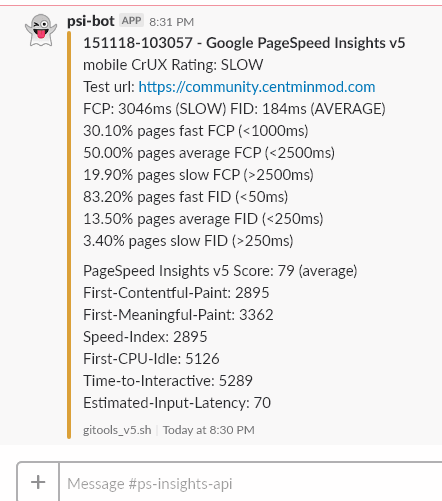 psi-bot APP 8:31 PM
151118-103057 - Google PageSpeed Insights v5
mobile CrUX Rating: SLOW
Test url: https://community.centminmod.com
FCP: 3046ms (SLOW) FID: 184ms (AVERAGE)
30.10% pages fast FCP (<1000ms)
50.00% pages average FCP (<2500ms)
19.90% pages slow FCP (>2500ms)
83.20% pages fast FID (<50ms)
13.50% pages average FID (<250ms)
3.40% pages slow FID (>250ms)
PageSpeed Insights v5 Score: 79 (average)
First-Contentful-Paint: 2895
First-Meaningful-Paint: 3362
Speed-Index: 2895
First-CPU-Idle: 5126
Time-to-Interactive: 5289
Estimated-Input-Latency: 70
gitools_v5.sh | Today at 8:30 PM
+ Message #ps-insights-api